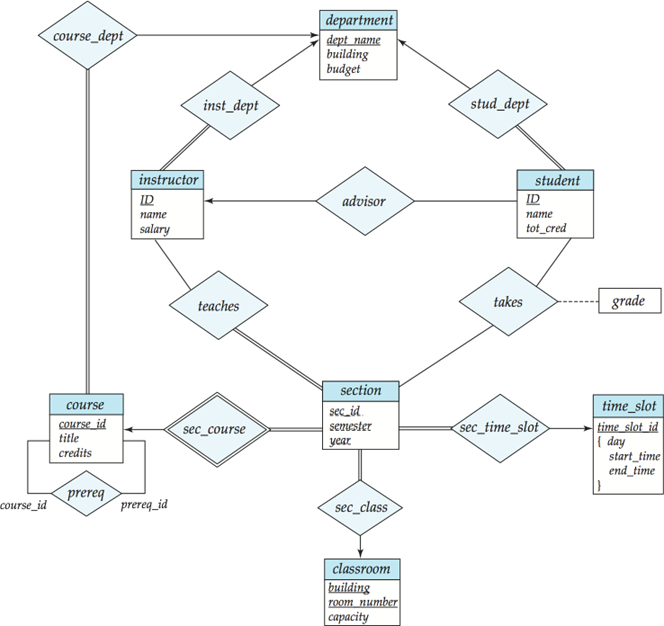 department
course_dept
dept_name
building
budget
inst_dept
stud_dept
instructor
ID
name
salary
advisor
student
ID
name
tot_cred
teaches
takes
grade
section
sec_id
semester
year
course
course_id
title
credits
sec_course
sec_time_slot
time_slot
time_slot_id
{ day
start_time
end_time
}
prereq
course_id
prereq_id
sec_class
classroom
building
room_number
capacity